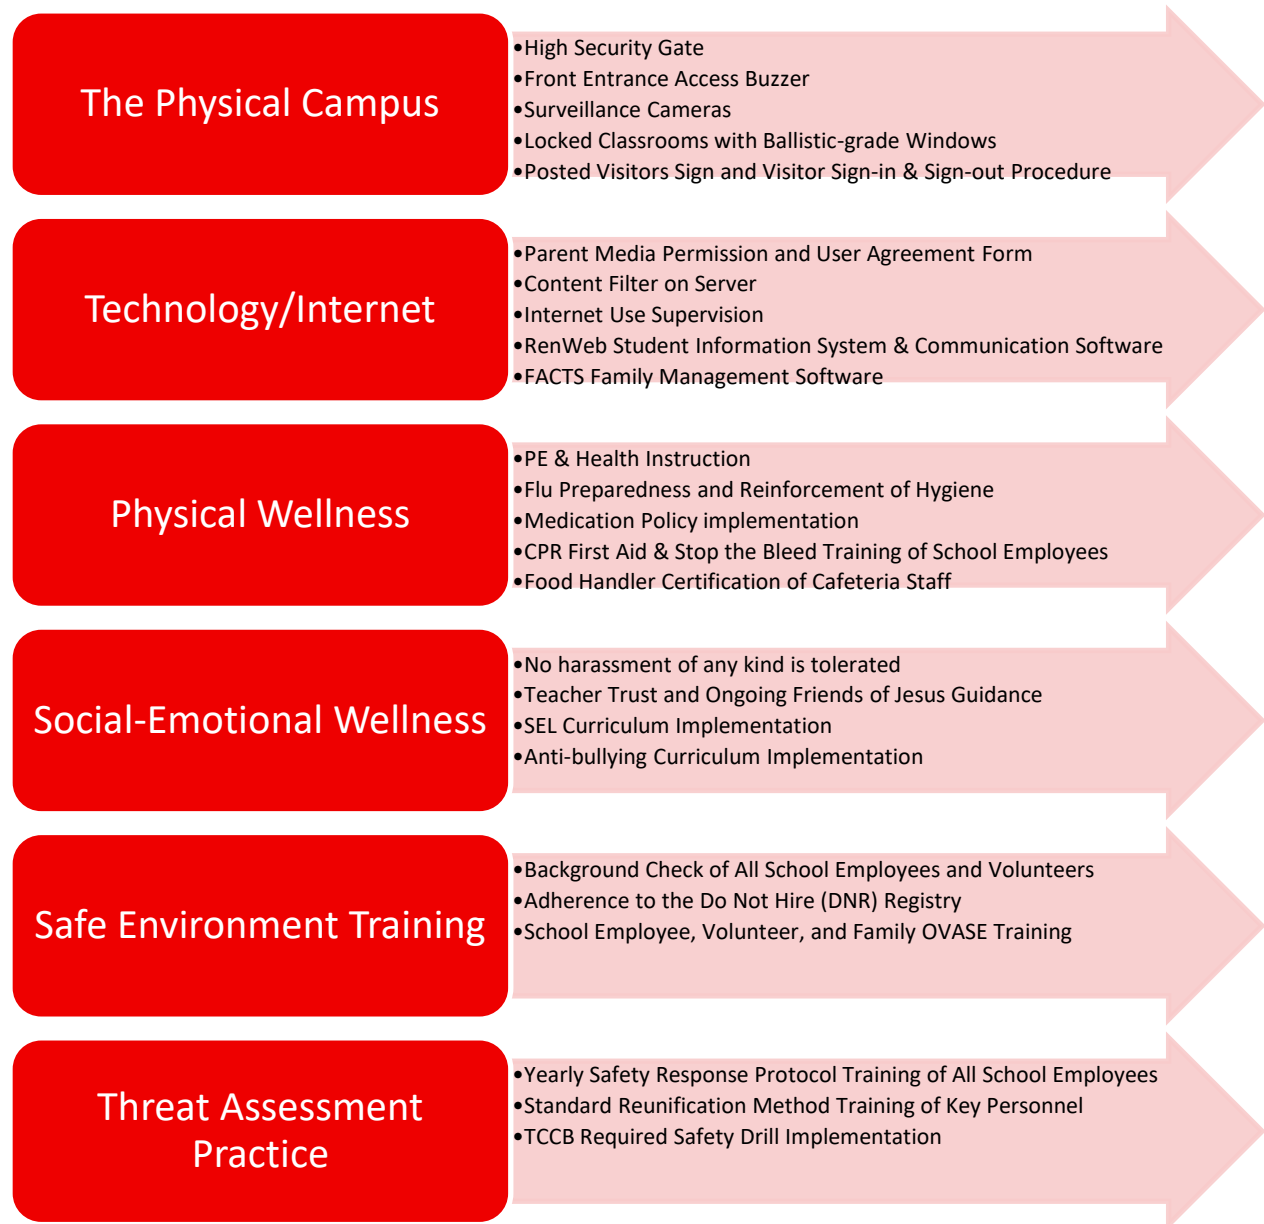 The Physical Campus
•High Security Gate
•Front Entrance Access Buzzer
•Surveillance Cameras
•Locked Classrooms with Ballistic-grade Windows
•Posted Visitors Sign and Visitor Sign-in & Sign-out Procedure
Technology/Internet
•Parent Media Permission and User Agreement Form
•Content Filter on Server
•Internet Use Supervision
•RenWeb Student Information System & Communication Software
•FACTS Family Management Software
Physical Wellness
•PE & Health Instruction
•Flu Preparedness and Reinforcement of Hygiene
•Medication Policy implementation
•CPR First Aid & Stop the Bleed Training of School Employees
•Food Handler Certification of Cafeteria Staff
Social-Emotional Wellness
•No harassment of any kind is tolerated
•Teacher Trust and Ongoing Friends of Jesus Guidance
•SEL Curriculum Implementation
•Anti-bullying Curriculum Implementation
Safe Environment Training
•Background Check of All School Employees and Volunteers
•Adherence to the Do Not Hire (DNR) Registry
•School Employee, Volunteer, and Family OVASE Training
Threat Assessment
Practice
•Yearly Safety Response Protocol Training of All School Employees
•Standard Reunification Method Training of Key Personnel
•TCCB Required Safety Drill Implementation